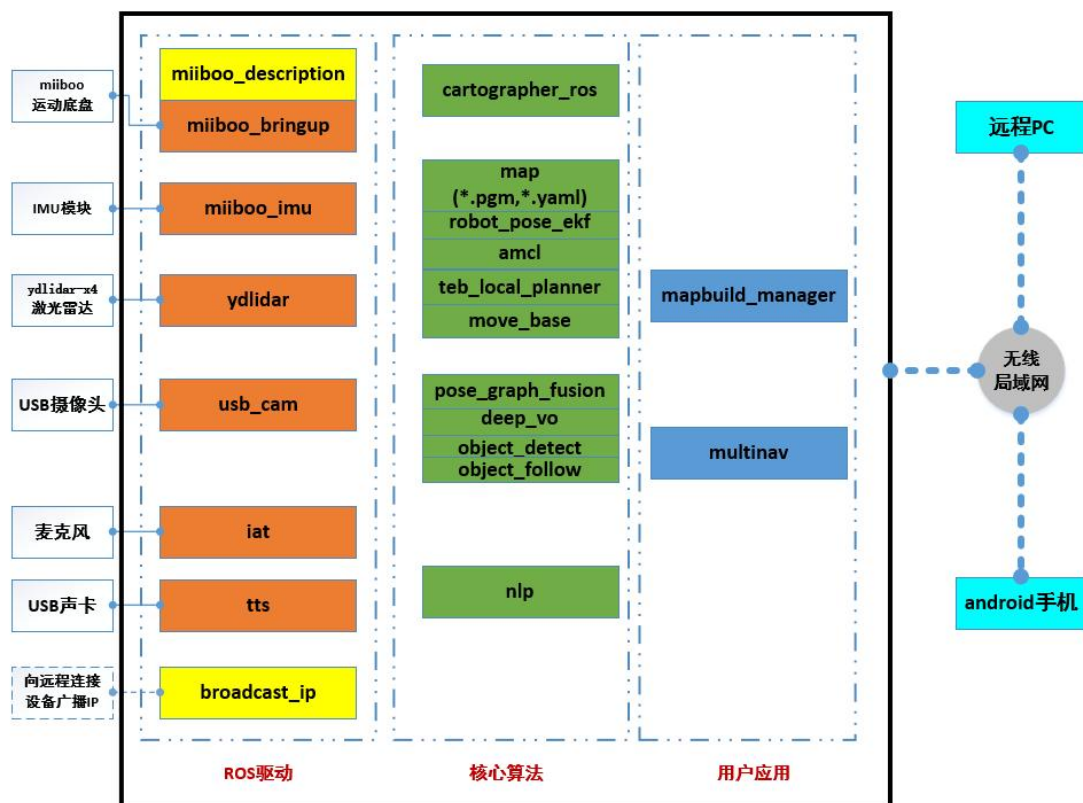 miiboo
运动底盘
IMU模块
ydlidar-x4
激光雷达
USB摄像头
麦克风
USB声卡
向远程连接
设备广播IP
miiboo_description
miiboo_bringup
miiboo_imu
ydlidar
usb_cam
iat
tts
broadcast_ip
ROS驱动
cartographer_ros
map
(*.pgm,*.yaml)
robot_pose_ekf
amcl
teb_local_planner
move_base
pose_graph_fusion
deep_vo
object_detect
object_follow
nlp
核心算法
mapbuild_manager
multinav
用户应用
远程PC
无线
局域网
android手机